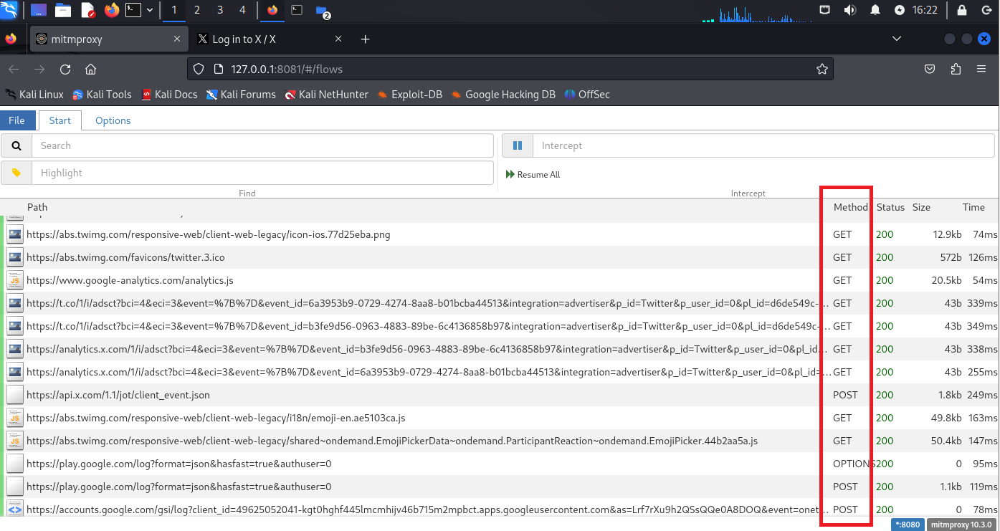 1 2 3 4 2 16:22
mitmproxy Log in to X / X
127.0.0.1:8081/#/flows
Kali Linux Kali Tools Kali Docs Kali Forums Kali NetHunter Exploit-DB Google Hacking DB OffSec
File Start Options
Search Intercept
Highlight Resume All
Find Intercept
Path Method Status Size Time
https://abs.twimg.com/responsive-web/client-web-legacy/icon-ios.77d25eba.png GET 200 12.9kb 74ms
https://abs.twimg.com/favicons/twitter.3.ico GET 200 572b 126ms
https://www.google-analytics.com/analytics.js GET 200 20.5kb 54ms
https://t.co/1/i/adsct?bci=4&eci=3&event=%7B%7D&event_id=6a3953b9-0729-4274-8aa8-b01bcba44513&integration=advertiser&p_id=Twitter&p_user_id=0&pl_id=d6de549c-… GET 200 43b 339ms
https://t.co/1/i/adsct?bci=4&eci=3&event=%7B%7D&event_id=b3fe9d56-0963-4883-89be-6c4136858b97&integration=advertiser&p_id=Twitter&p_user_id=0&pl_id=d6de549c-… GET 200 43b 349ms
https://analytics.x.com/1/i/adsct?bci=4&eci=3&event=%7B%7D&event_id=b3fe9d56-0963-4883-89be-6c4136858b97&integration=advertiser&p_id=Twitter&p_user_id=0&pl_id… GET 200 43b 338ms
https://analytics.x.com/1/i/adsct?bci=4&eci=3&event=%7B%7D&event_id=6a3953b9-0729-4274-8aa8-b01bcba44513&integration=advertiser&p_id=Twitter&p_user_id=0&pl_id=… GET 200 43b 255ms
https://api.x.com/1.1/jot/client_event.json POST 200 1.8kb 249ms
https://abs.twimg.com/responsive-web/client-web-legacy/i18n/emoji-en.ae5103ca.js GET 200 49.8kb 163ms
https://abs.twimg.com/responsive-web/client-web-legacy/shared~ondemand.EmojiPickerData~ondemand.ParticipantReaction~ondemand.EmojiPicker.44b2aa5a.js GET 200 50.4kb 147ms
https://play.google.com/log?format=json&hasfast=true&authuser=0 OPTIONS 200 0 95ms
https://play.google.com/log?format=json&hasfast=true&authuser=0 POST 200 1.1kb 119ms
https://accounts.google.com/gsi/log?client_id=49625052041-kgt0hghf445lmcmhijv46b715m2mpbct.apps.googleusercontent.com&as=Lrf7rXu9h2QSsQQe0A8DOQ&event=onet… POST 200 0 78ms
*:8080 mitmproxy 10.3.0